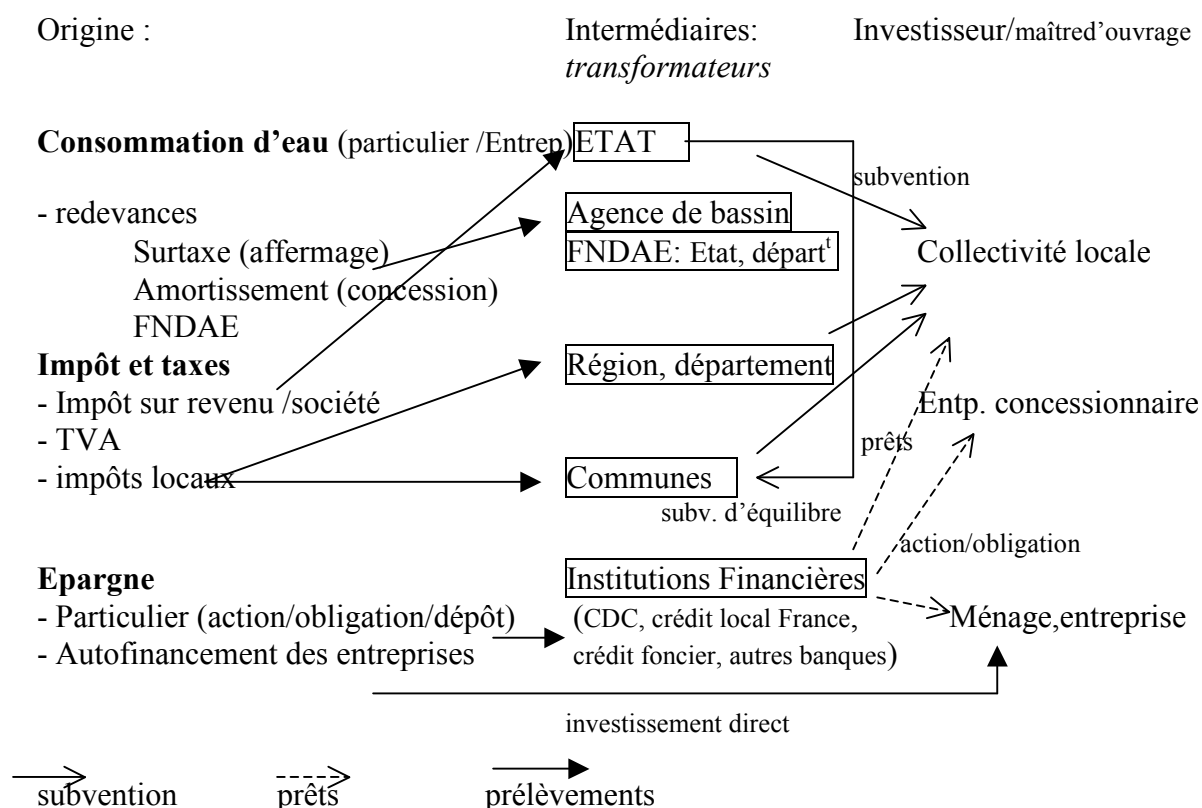 Origine : Intermédiaires: Investisseur/maîtred’ouvrage
transformateurs
Consommation d’eau (particulier /Entrep) ETAT
subvention
- redevances Agence de bassin
Surtaxe (affermage) FNDAE: Etat, départᵗ Collectivité locale
Amortissement (concession)
FNDAE
Impôt et taxes Région, département
- Impôt sur revenu /société Entp. concessionnaire
- TVA prêts
- impôts locaux Communes
subv. d’équilibre
action/obligation
Epargne Institutions Financières
- Particulier (action/obligation/dépôt) (CDC, crédit local France, Ménage,entreprise
- Autofinancement des entreprises crédit foncier, autres banques)
investissement direct
subvention prêts prélèvements